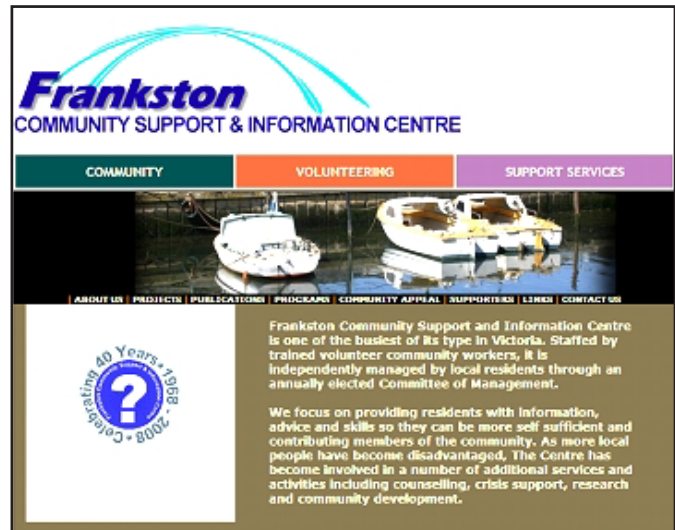 Frankston
COMMUNITY SUPPORT & INFORMATION CENTRE
COMMUNITY VOLUNTEERING SUPPORT SERVICES
| ABOUT US | PROJECTS | PUBLICATIONS | PROGRAMS | COMMUNITY APPEAL | SUPPORTERS | LINKS | CONTACT US
Celebrating 40 Years • 1968 - 2008 •
?
Frankston Community Support and Information Centre
is one of the busiest of its type in Victoria. Staffed by
trained volunteer community workers, it is
independently managed by local residents through an
annually elected Committee of Management.
We focus on providing residents with information,
advice and skills so they can be more self sufficient and
contributing members of the community. As more local
people have become disadvantaged, The Centre has
become involved in a number of additional services and
activities including counselling, crisis support, research
and community development.